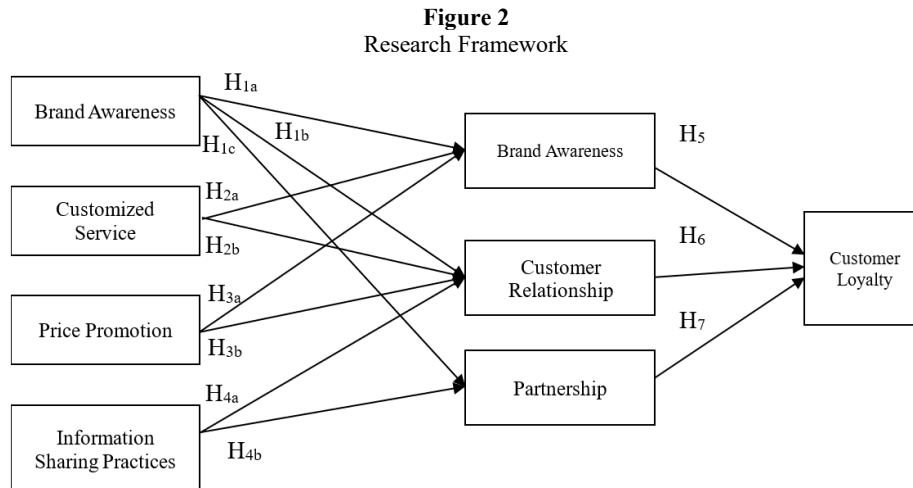 Figure 2
Research Framework
Brand Awareness
Customized
Service
Price Promotion
Information
Sharing Practices
H1a
H1b
H1c
H2a
H2b
H3a
H3b
H4a
H4b
Brand Awareness
Customer
Relationship
Partnership
H5
H6
H7
Customer
Loyalty